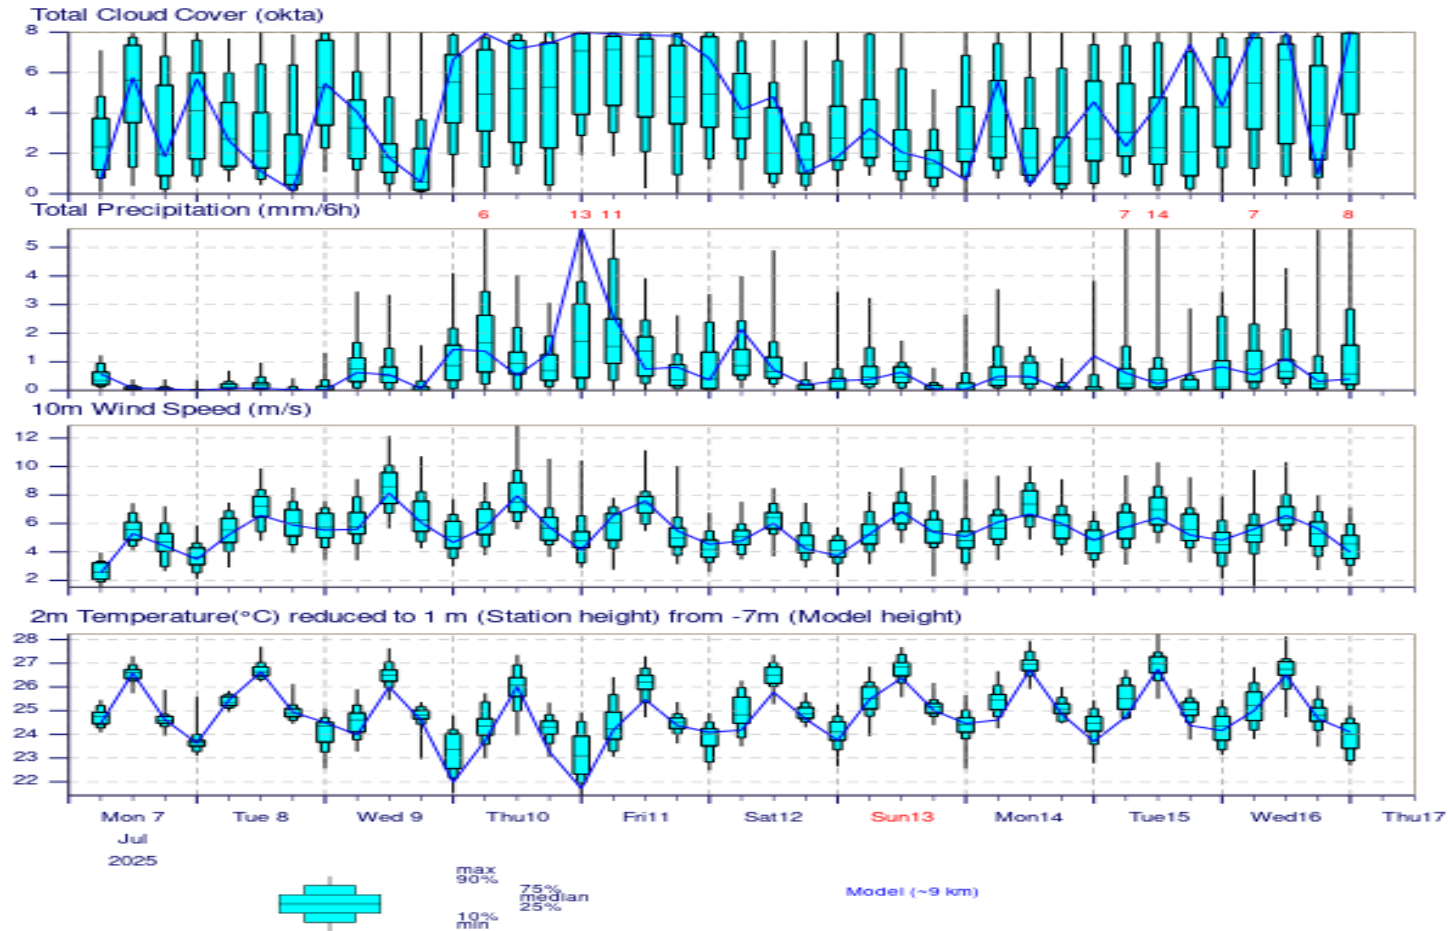 Total Cloud Cover (okta)
8
6
4
2
0
Total Precipitation (mm/6h)
6 13 11 7 14 7 8
5
4
3
2
1
0
10m Wind Speed (m/s)
12
10
8
6
4
2
2m Temperature(°C) reduced to 1 m (Station height) from -7m (Model height)
28
27
26
25
24
23
22
Mon 7 Tue 8 Wed 9 Thu10 Fri11 Sat12 Sun13 Mon14 Tue15 Wed16 Thu17
Jul
2025
max
90%
75%
median
25%
10%
min
Model (~9 km)